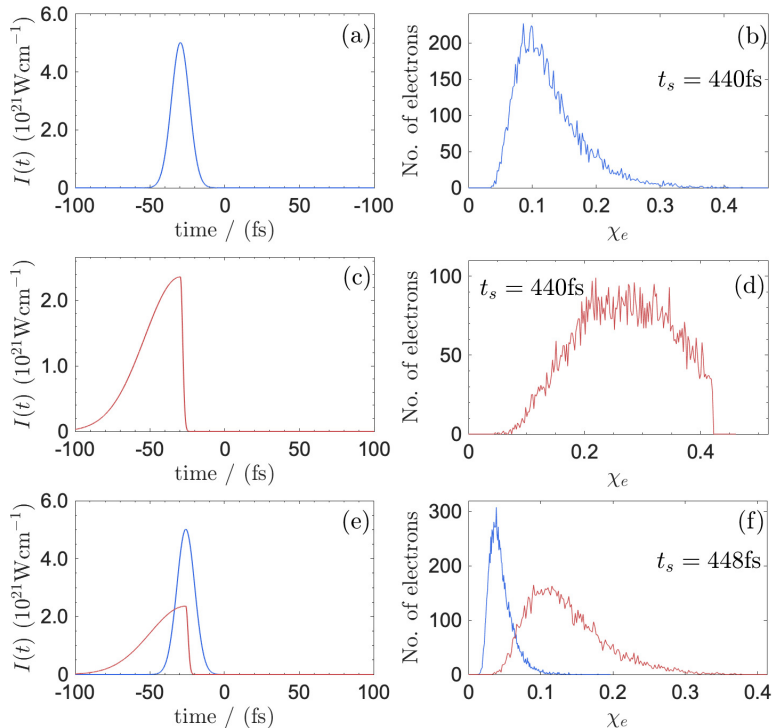 (a)
I(t) (10²¹Wcm⁻¹)
6.0
4.0
2.0
0
-100 -50 0 50 -100
time / (fs)
(b)
t_s = 440fs
No. of electrons
200
150
100
50
0
0 0.1 0.2 0.3 0.4
χ_e
(c)
I(t) (10²¹Wcm⁻¹)
2.0
1.0
0
-100 -50 0 50 100
time / (fs)
(d)
t_s = 440fs
No. of electrons
100
50
0
0 0.2 0.4
χ_e
(e)
I(t) (10²¹Wcm⁻¹)
6.0
4.0
2.0
0
-100 -50 0 50 100
time / (fs)
(f)
t_s = 448fs
No. of electrons
300
200
100
0
0 0.1 0.2 0.3 0.4
χ_e